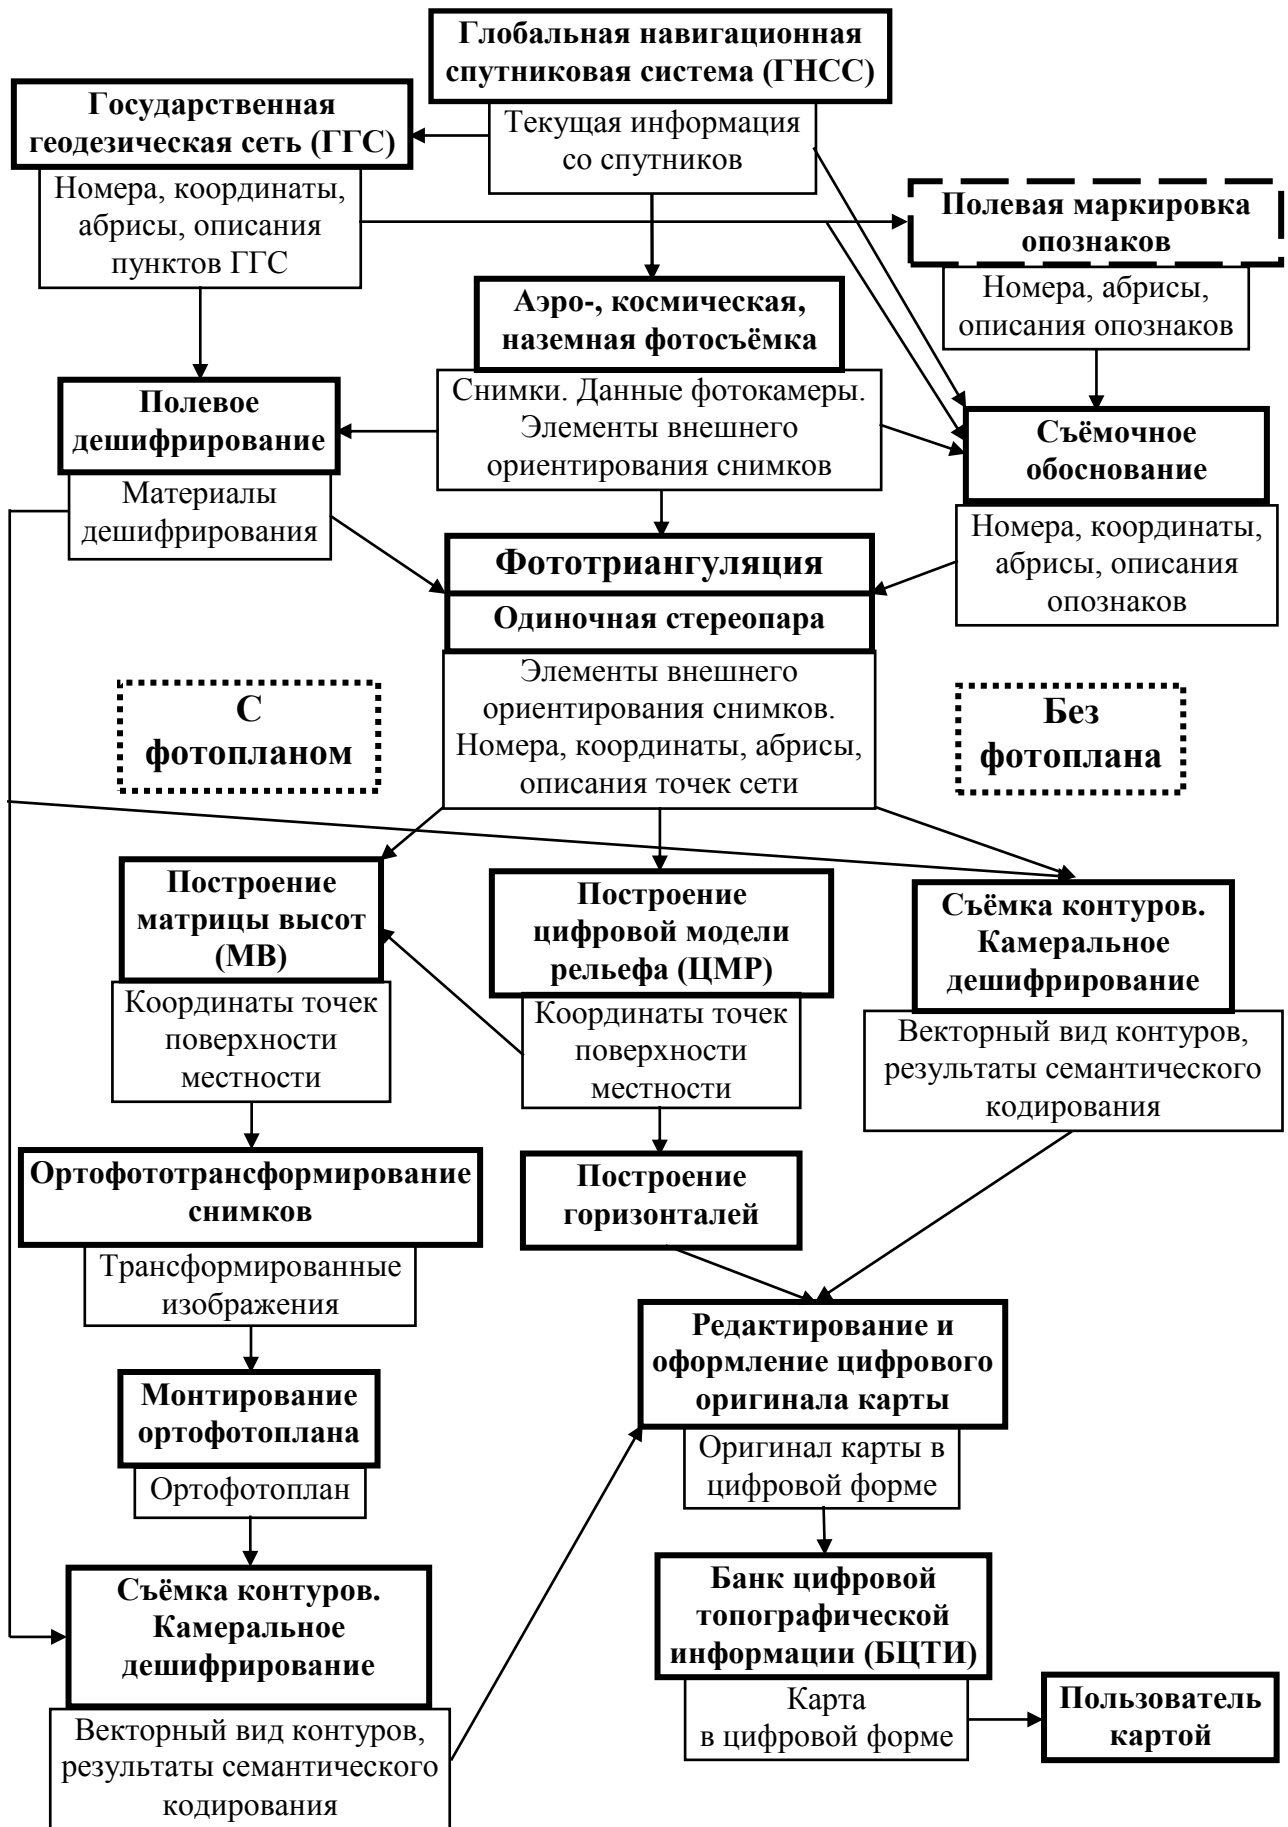 Глобальная навигационная
спутниковая система (ГНСС)
Текущая информация
со спутников
Государственная
геодезическая сеть (ГГС)
Номера, координаты,
абрисы, описания
пунктов ГГС
Полевая маркировка
опознаков
Номера, абрисы,
описания опознаков
Аэро-, космическая,
наземная фотосъёмка
Снимки. Данные фотокамеры.
Элементы внешнего
ориентирования снимков
Полевое
дешифрирование
Материалы
дешифрирования
Съёмочное
обоснование
Номера, координаты,
абрисы, описания
опознаков
Фототриангуляция
Одиночная стереопара
Элементы внешнего
ориентирования снимков.
Номера, координаты, абрисы,
описания точек сети
С
фотопланом
Без
фотоплана
Построение
матрицы высот
(МВ)
Координаты точек
поверхности
местности
Построение
цифровой модели
рельефа (ЦМР)
Координаты точек
поверхности
местности
Съёмка контуров.
Камеральное
дешифрирование
Векторный вид контуров,
результаты семантического
кодирования
Ортофототрансформирование
снимков
Трансформированные
изображения
Построение
горизонталей
Монтирование
ортофотоплана
Ортофотоплан
Редактирование и
оформление цифрового
оригинала карты
Оригинал карты в
цифровой форме
Съёмка контуров.
Камеральное
дешифрирование
Векторный вид контуров,
результаты семантического
кодирования
Банк цифровой
топографической
информации (БЦТИ)
Карта
в цифровой форме
Пользователь
картой